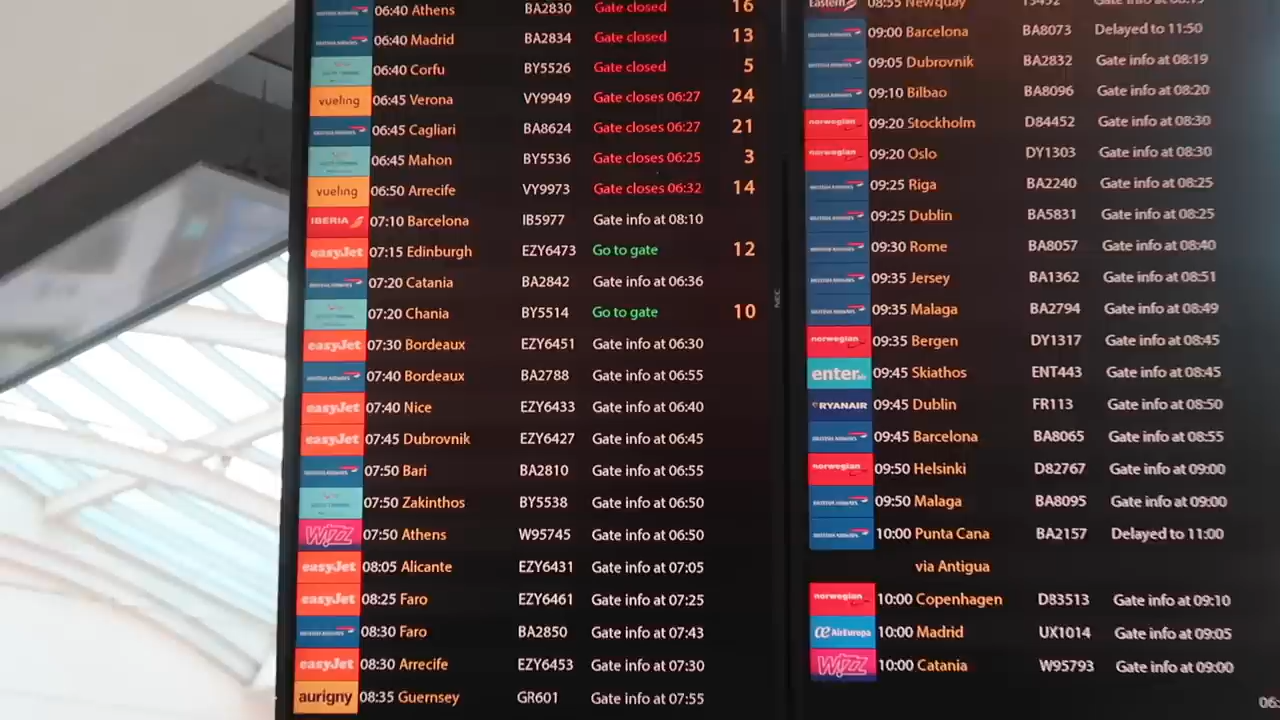 06:40 Athens BA2830 Gate closed 16
06:40 Madrid BA2834 Gate closed 13
06:40 Corfu BY5526 Gate closed 5
vueling 06:45 Verona VY9949 Gate closes 06:27 24
06:45 Cagliari BA8624 Gate closes 06:27 21
06:45 Mahon BY5536 Gate closes 06:25 3
vueling 06:50 Arrecife VY9973 Gate closes 06:32 14
IBERIA 07:10 Barcelona IB5977 Gate info at 08:10
easyJet 07:15 Edinburgh EZY6473 Go to gate 12
07:20 Catania BA2842 Gate info at 06:36
07:20 Chania BY5514 Go to gate 10
easyJet 07:30 Bordeaux EZY6451 Gate info at 06:30
07:40 Bordeaux BA2788 Gate info at 06:55
easyJet 07:40 Nice EZY6433 Gate info at 06:40
easyJet 07:45 Dubrovnik EZY6427 Gate info at 06:45
07:50 Bari BA2810 Gate info at 06:55
07:50 Zakinthos BY5538 Gate info at 06:50
Wizz 07:50 Athens W95745 Gate info at 06:50
easyJet 08:05 Alicante EZY6431 Gate info at 07:05
easyJet 08:25 Faro EZY6461 Gate info at 07:25
08:30 Faro BA2850 Gate info at 07:43
easyJet 08:30 Arrecife EZY6453 Gate info at 07:30
aurigny 08:35 Guernsey GR601 Gate info at 07:55
NEC
Eastern 08:55 Newquay Gate info at
09:00 Barcelona BA8073 Delayed to 11:50
09:05 Dubrovnik BA2832 Gate info at 08:19
09:10 Bilbao BA8096 Gate info at 08:20
norwegian 09:20 Stockholm D84452 Gate info at 08:30
norwegian 09:20 Oslo DY1303 Gate info at 08:30
09:25 Riga BA2240 Gate info at 08:25
09:25 Dublin BA5831 Gate info at 08:25
09:30 Rome BA8057 Gate info at 08:40
09:35 Jersey BA1362 Gate info at 08:51
09:35 Malaga BA2794 Gate info at 08:49
norwegian 09:35 Bergen DY1317 Gate info at 08:45
enter 09:45 Skiathos ENT443 Gate info at 08:45
RYANAIR 09:45 Dublin FR113 Gate info at 08:50
09:45 Barcelona BA8065 Gate info at 08:55
norwegian 09:50 Helsinki D82767 Gate info at 09:00
09:50 Malaga BA8095 Gate info at 09:00
10:00 Punta Cana BA2157 Delayed to 11:00
via Antigua
norwegian 10:00 Copenhagen D83513 Gate info at 09:10
AirEuropa 10:00 Madrid UX1014 Gate info at 09:05
Wizz 10:00 Catania W95793 Gate info at 09:00